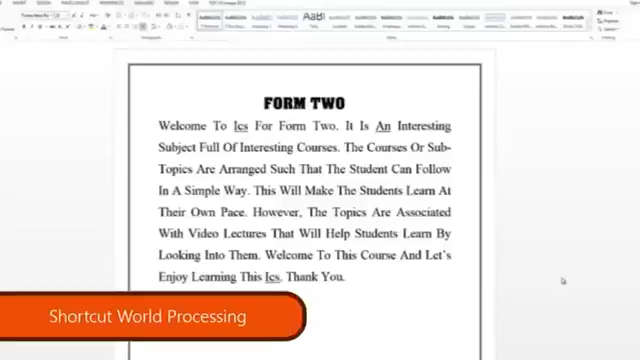 AaB
FORM TWO
Welcome To Ics For Form Two. It Is An Interesting
Subject Full Of Interesting Courses. The Courses Or Sub-
Topics Are Arranged Such That The Student Can Follow
In A Simple Way. This Will Make The Students Learn At
Their Own Pace. However, The Topics Are Associated
With Video Lectures That Will Help Students Learn By
Looking Into Them. Welcome To This Course And Let's
Enjoy Learning This Ics. Thank You.
Shortcut World Processing